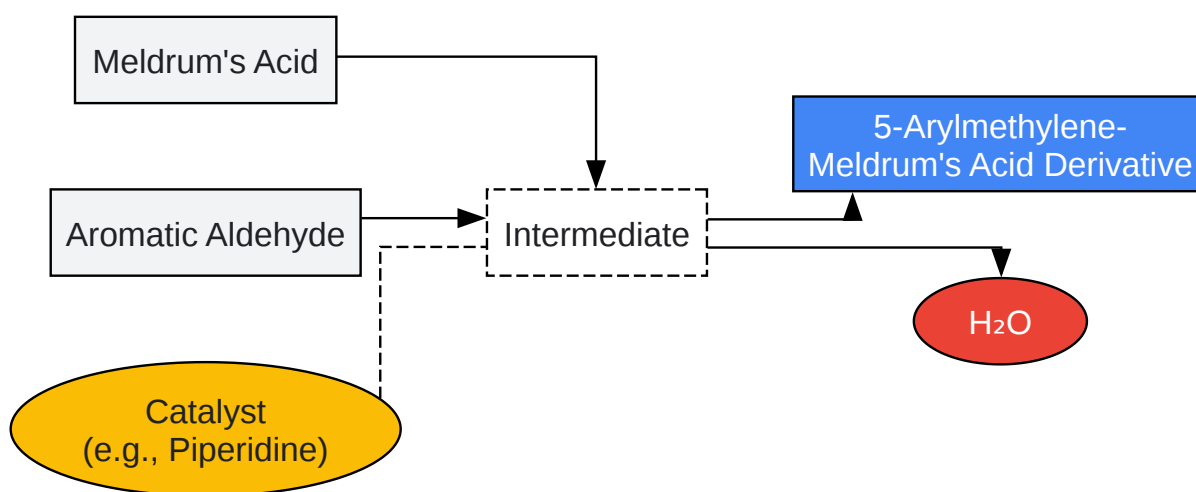 Meldrum's Acid
5-Arylmethylene-
Meldrum's Acid Derivative
Aromatic Aldehyde
Intermediate
H₂O
Catalyst
(e.g., Piperidine)